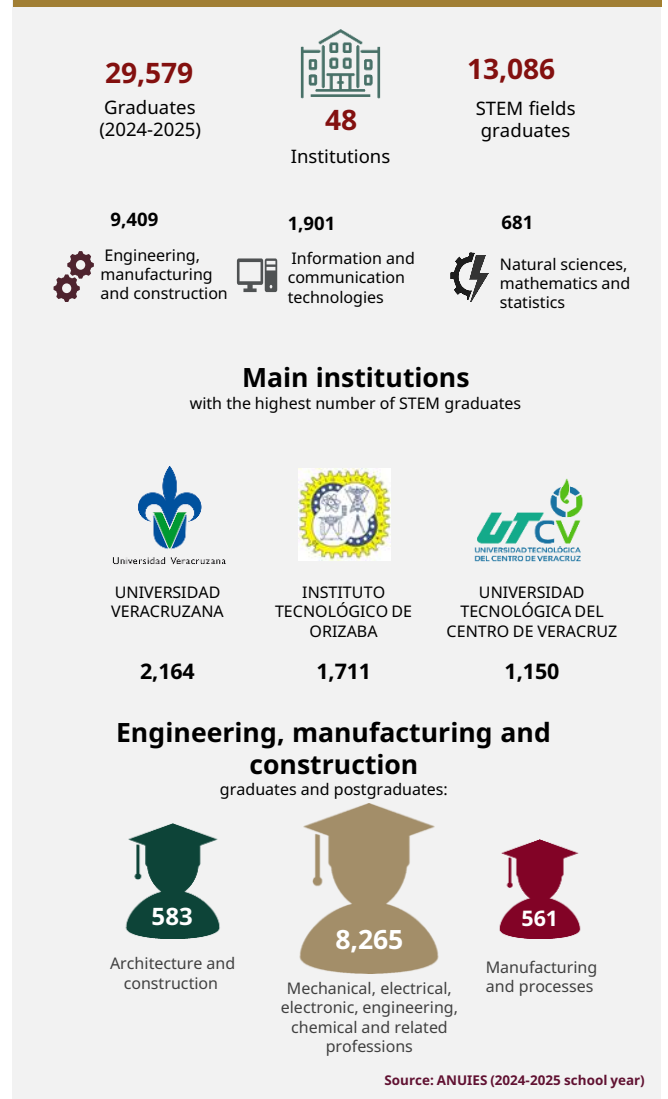 29,579
Graduates
(2024-2025)
48
Institutions
13,086
STEM fields
graduates
9,409
Engineering,
manufacturing
and construction
1,901
Information and
communication
technologies
681
Natural sciences,
mathematics and
statistics
Main institutions
with the highest number of STEM graduates
Universidad Veracruzana
UTCV
UNIVERSIDAD TECNOLÓGICA
DEL CENTRO DE VERACRUZ
UNIVERSIDAD
VERACRUZANA
2,164
INSTITUTO
TECNOLÓGICO DE
ORIZABA
1,711
UNIVERSIDAD
TECNOLÓGICA DEL
CENTRO DE VERACRUZ
1,150
Engineering, manufacturing and
construction
graduates and postgraduates:
583
Architecture and
construction
8,265
Mechanical, electrical,
electronic, engineering,
chemical and related
professions
561
Manufacturing
and processes
Source: ANUIES (2024-2025 school year)